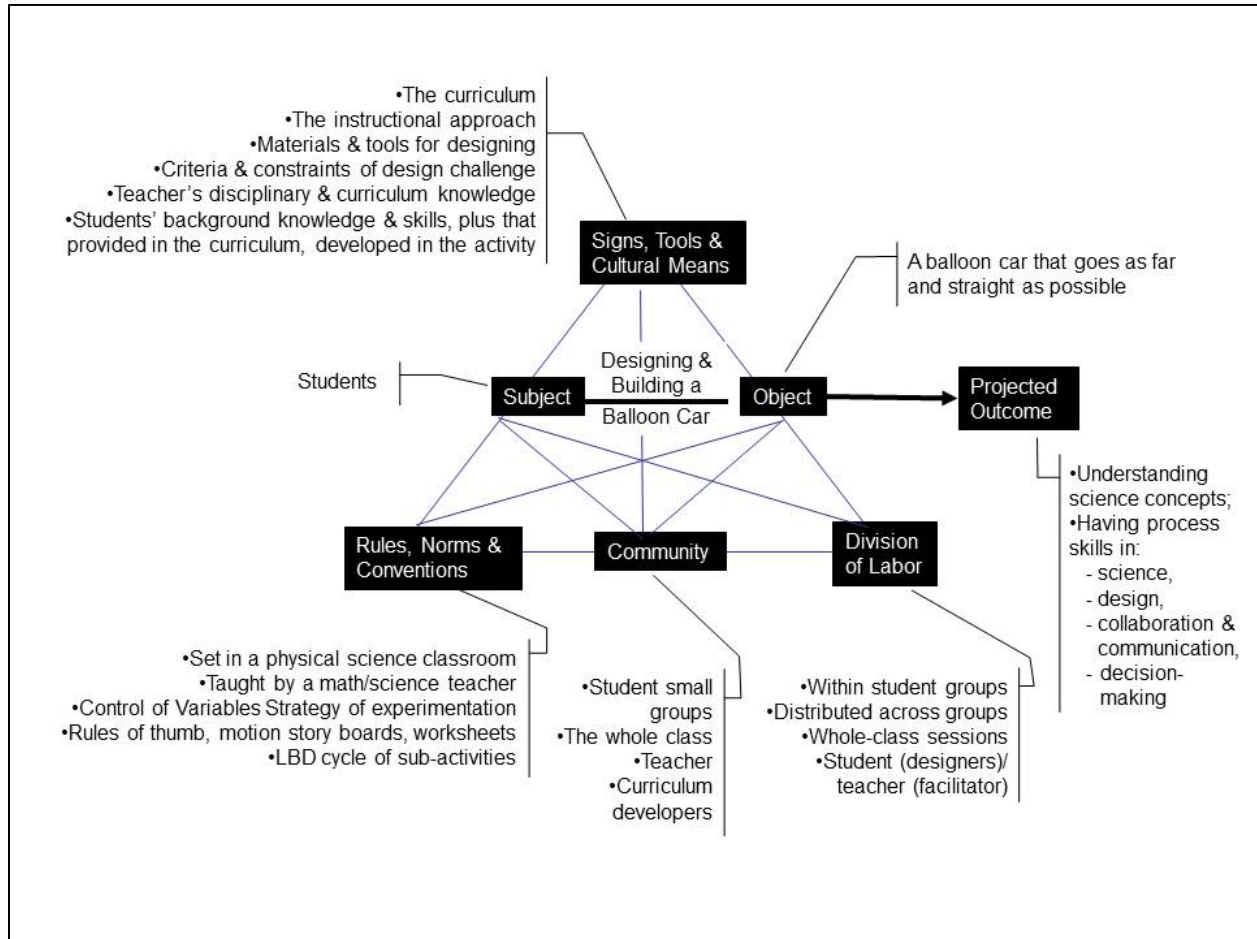 •The curriculum
•The instructional approach
•Materials & tools for designing
•Criteria & constraints of design challenge
•Teacher's disciplinary & curriculum knowledge
•Students' background knowledge & skills, plus that
provided in the curriculum, developed in the activity
Signs, Tools &
Cultural Means
A balloon car that goes as far
and straight as possible
Students
Subject
Designing &
Building a
Balloon Car
Object
Projected
Outcome
•Understanding
science concepts;
•Having process
skills in:
- science,
- design,
- collaboration &
communication,
- decision-
making
Rules, Norms &
Conventions
Community
Division
of Labor
•Set in a physical science classroom
•Taught by a math/science teacher
•Control of Variables Strategy of experimentation
•Rules of thumb, motion story boards, worksheets
•LBD cycle of sub-activities
•Student small
groups
•The whole class
•Teacher
•Curriculum
developers
•Within student groups
•Distributed across groups
•Whole-class sessions
•Student (designers)/
teacher (facilitator)